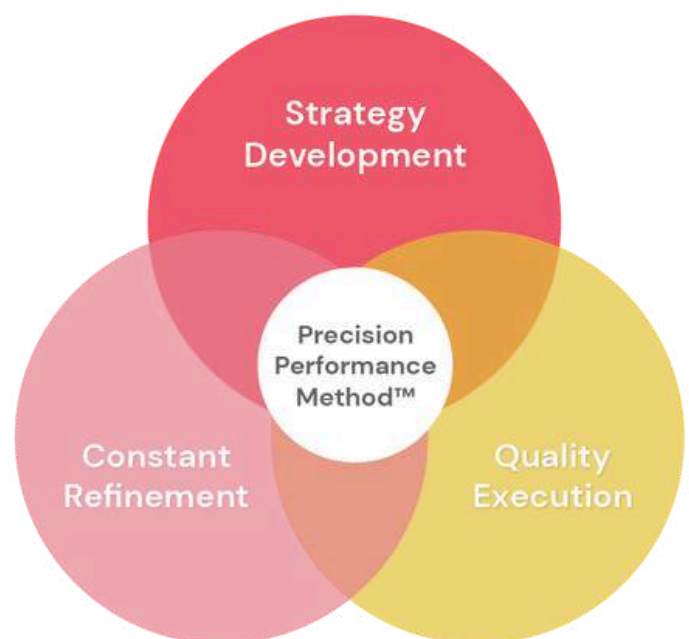 Strategy
Development
Precision
Performance
Method™
Constant
Refinement
Quality
Execution